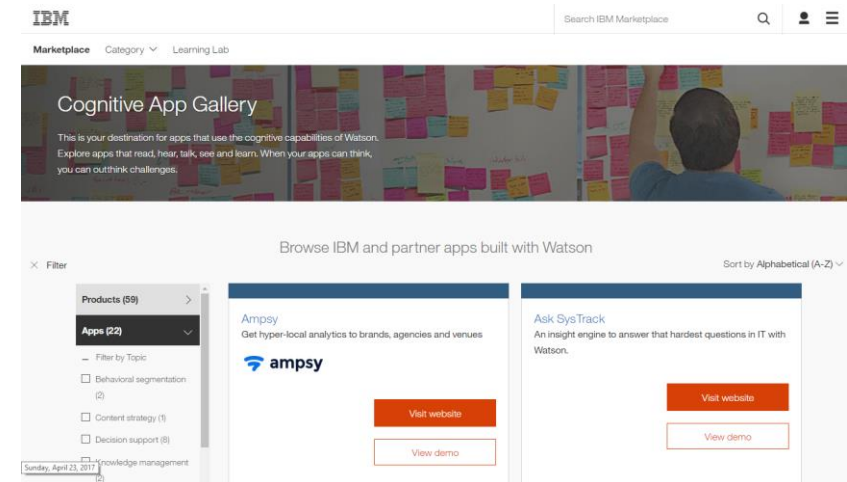 IBM
Search IBM Marketplace
Marketplace Category Learning Lab
Cognitive App Gallery
This is your destination for apps that use the cognitive capabilities of Watson.
Explore apps that read, hear, talk, see and learn. When your apps can think,
you can outthink challenges.
Browse IBM and partner apps built with Watson
Filter
Sort by Alphabetical (A-Z)
Products (59)
Apps (22)
Filter by Topic
Behavioral segmentation
(2)
Content strategy (1)
Decision support (8)
Knowledge management
(2)
Sunday, April 23, 2017
Ampsy
Get hyper-local analytics to brands, agencies and venues
ampsy
Visit website
View demo
Ask SysTrack
An insight engine to answer that hardest questions in IT with
Watson.
Visit website
View demo